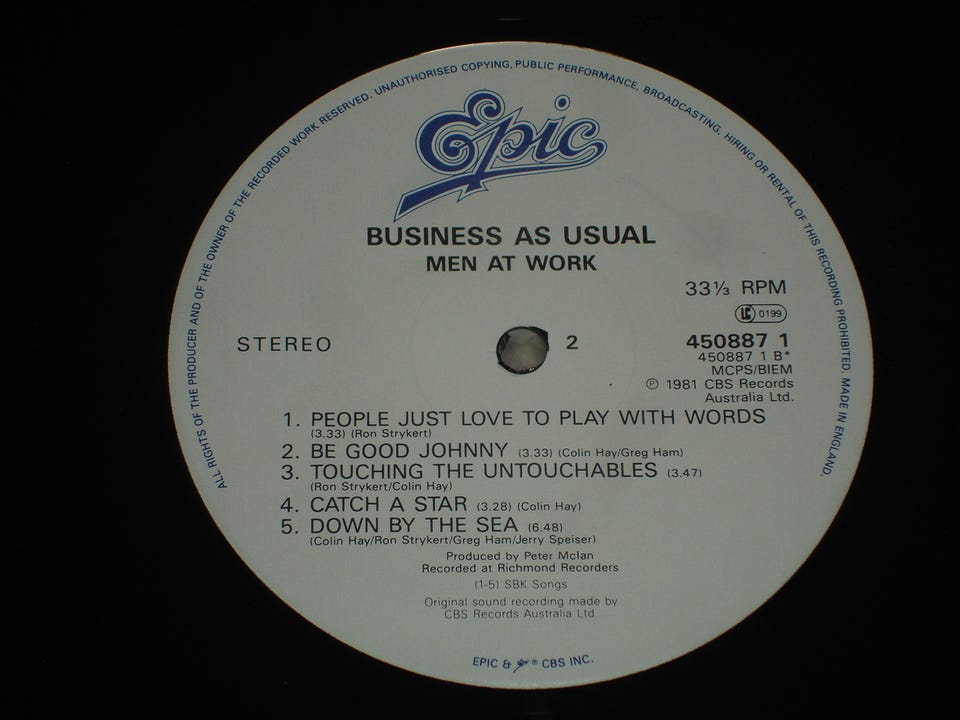 ALL RIGHTS OF THE PRODUCER AND OF THE OWNER OF THE RECORDED WORK RESERVED. UNAUTHORISED COPYING, PUBLIC PERFORMANCE, BROADCASTING, HIRING OR RENTAL OF THIS RECORDING PROHIBITED. MADE IN ENGLAND.
Epic
BUSINESS AS USUAL
MEN AT WORK
33⅓ RPM
LC 0199
STEREO
2
450887 1
450887 1 B*
MCPS/BIEM
℗ 1981 CBS Records
Australia Ltd.
1. PEOPLE JUST LOVE TO PLAY WITH WORDS
(3.33) (Ron Strykert)
2. BE GOOD JOHNNY (3.33) (Colin Hay/Greg Ham)
3. TOUCHING THE UNTOUCHABLES (3.47)
(Ron Strykert/Colin Hay)
4. CATCH A STAR (3.28) (Colin Hay)
5. DOWN BY THE SEA (6.48)
(Colin Hay/Ron Strykert/Greg Ham/Jerry Speiser)
Produced by Peter McIan
Recorded at Richmond Recorders
(1-5) SBK Songs
Original sound recording made by
CBS Records Australia Ltd.
EPIC & ® CBS INC.